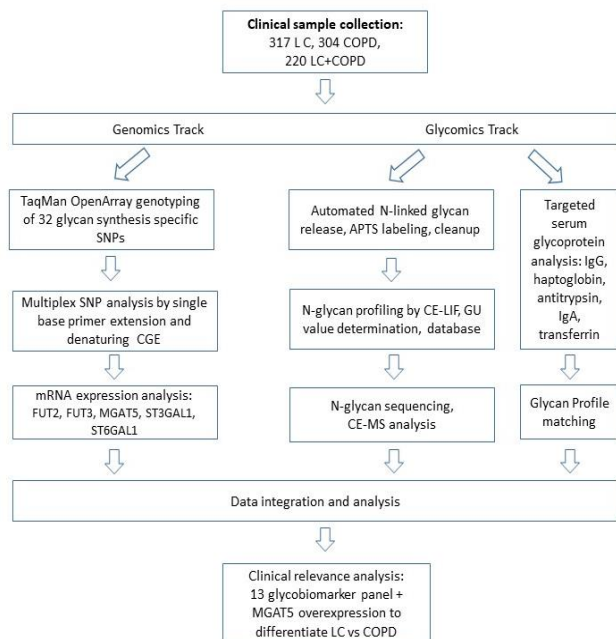 Clinical sample collection:
317 L C, 304 COPD,
220 LC+COPD
Genomics Track
Glycomics Track
TaqMan OpenArray genotyping
of 32 glycan synthesis specific
SNPs
Multiplex SNP analysis by single
base primer extension and
denaturing CGE
mRNA expression analysis:
FUT2, FUT3, MGAT5, ST3GAL1,
ST6GAL1
Automated N-linked glycan
release, APTS labeling, cleanup
N-glycan profiling by CE-LIF, GU
value determination, database
N-glycan sequencing,
CE-MS analysis
Targeted
serum
glycoprotein
analysis: IgG,
haptoglobin,
antitrypsin,
IgA,
transferrin
Glycan Profile
matching
Data integration and analysis
Clinical relevance analysis:
13 glycobiomarker panel +
MGAT5 overexpression to
differentiate LC vs COPD